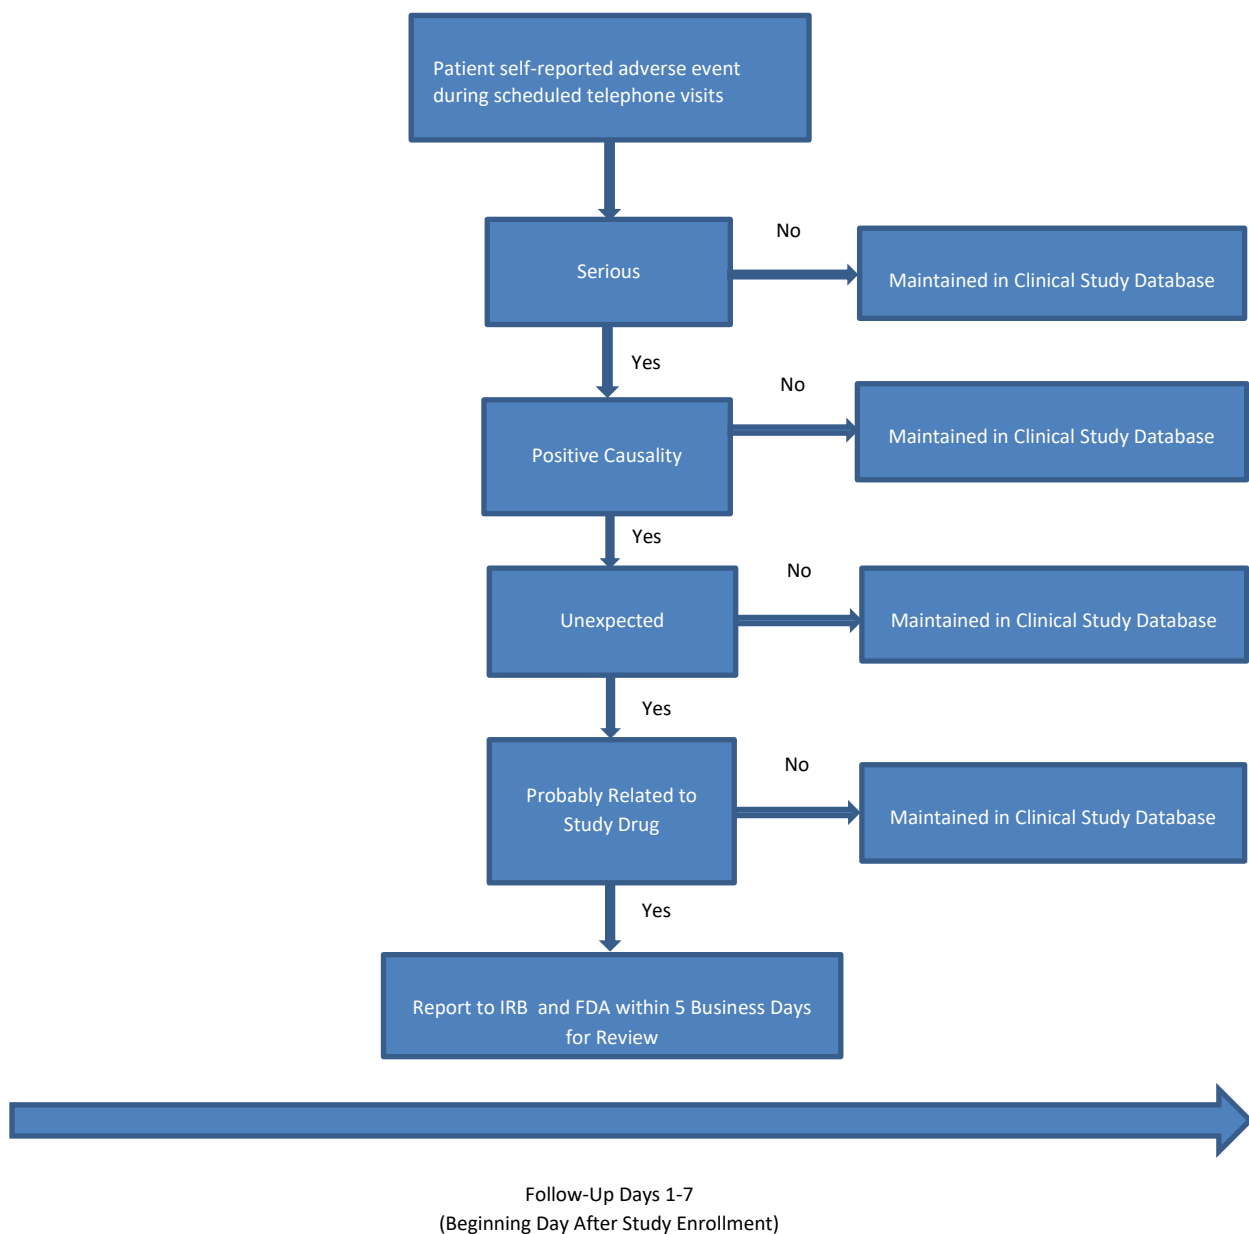 Patient self-reported adverse event
during scheduled telephone visits
No
Serious
Maintained in Clinical Study Database
Yes
No
Positive Causality
Maintained in Clinical Study Database
Yes
No
Unexpected
Maintained in Clinical Study Database
Yes
No
Probably Related to
Study Drug
Maintained in Clinical Study Database
Yes
Report to IRB  and FDA within 5 Business Days
for Review
Follow-Up Days 1-7
(Beginning Day After Study Enrollment)